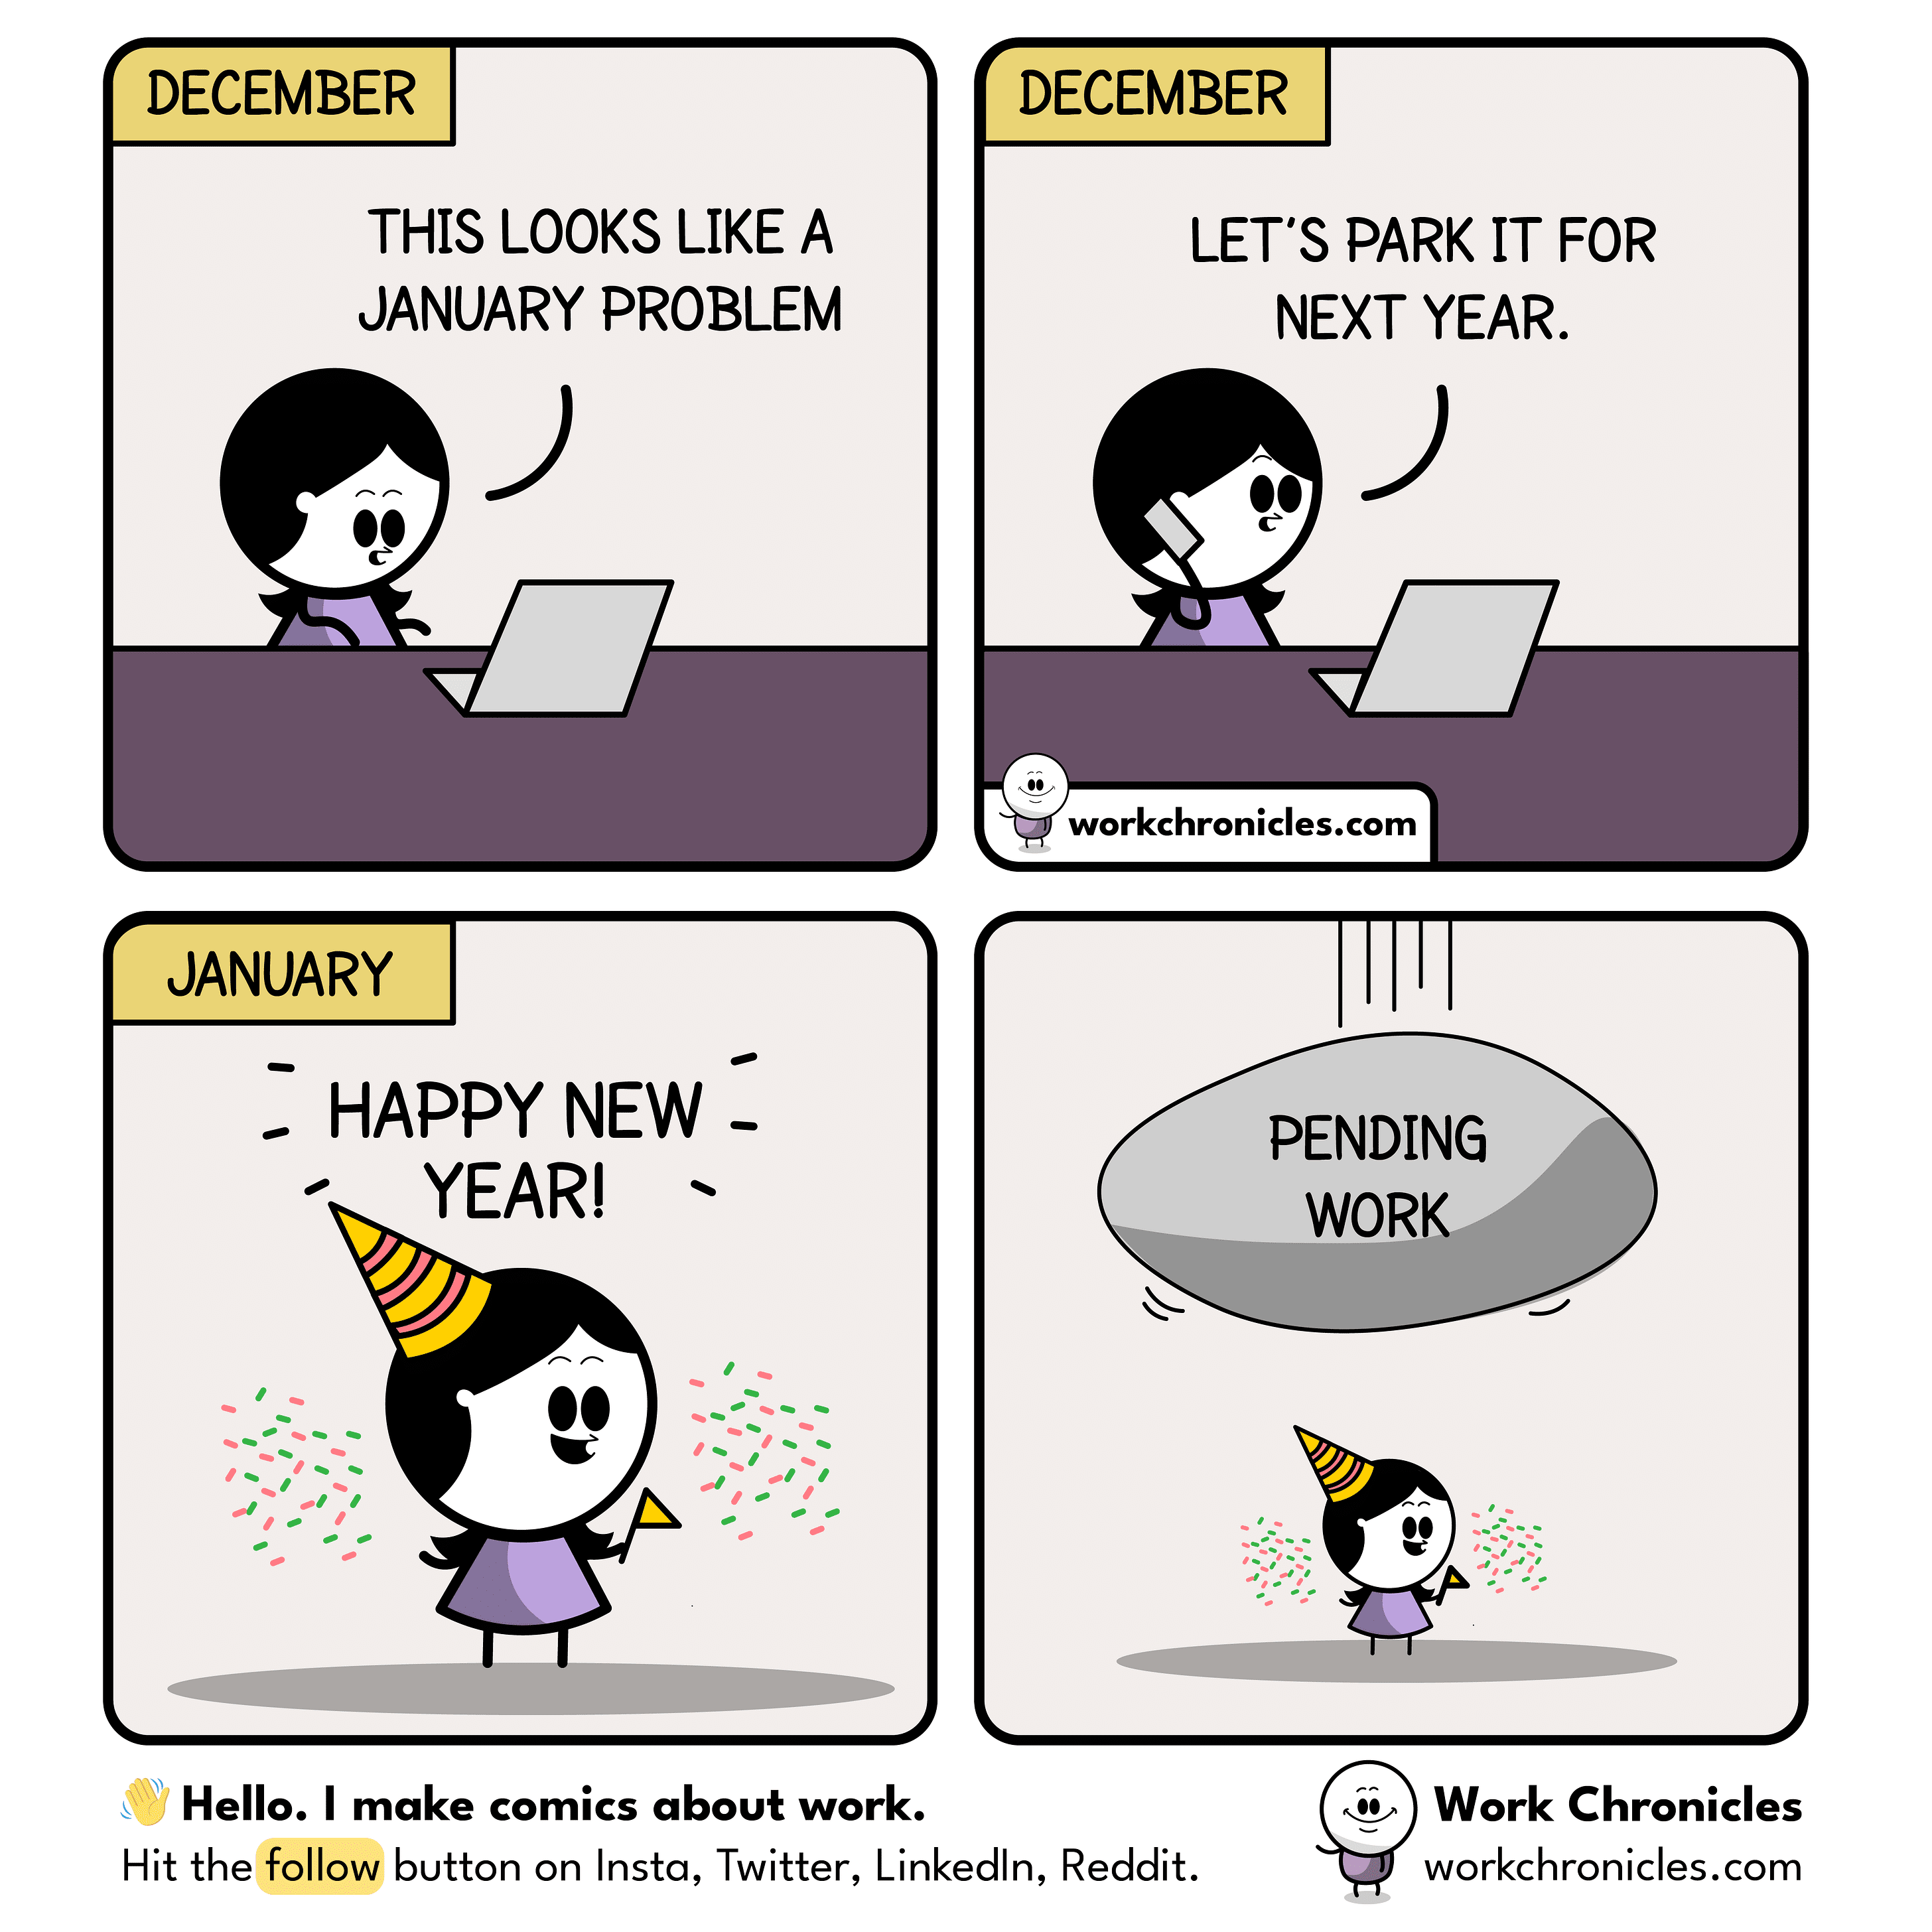 DECEMBER
THIS LOOKS LIKE A
JANUARY PROBLEM
DECEMBER
LET'S PARK IT FOR
NEXT YEAR.
workchronicles.com
JANUARY
HAPPY NEW
YEAR!
PENDING
WORK
👋 Hello. I make comics about work.
Hit the follow button on Insta, Twitter, LinkedIn, Reddit.
Work Chronicles
workchronicles.com